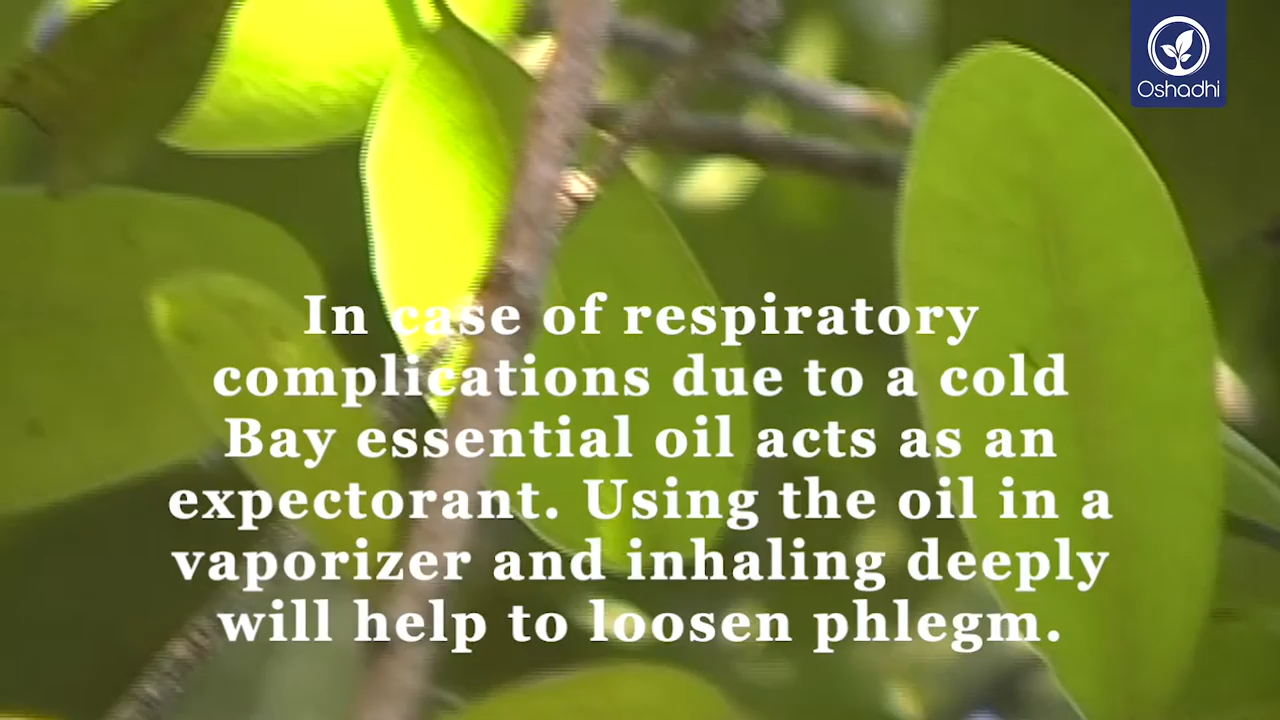 Oshadhi
In case of respiratory
complications due to a cold
Bay essential oil acts as an
expectorant. Using the oil in a
vaporizer and inhaling deeply
will help to loosen phlegm.